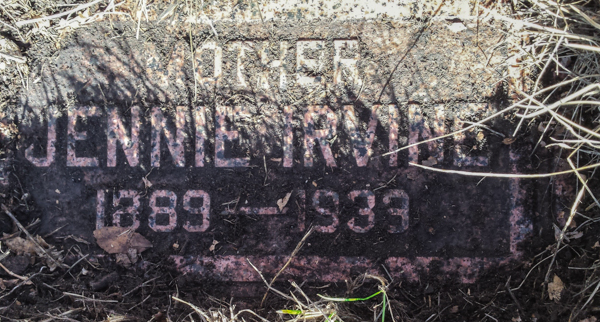 MOTHER
JENNIE IRVINE
1889 — 1933